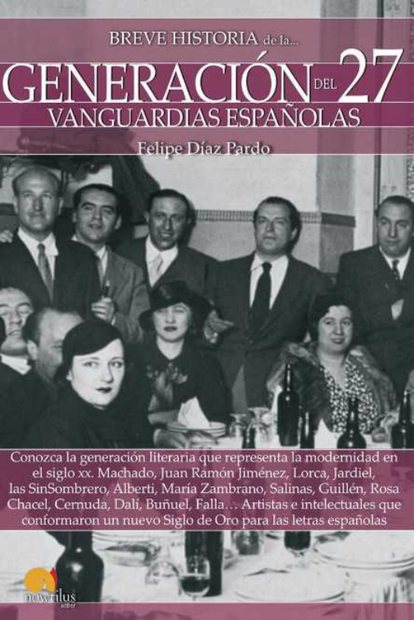 BREVE HISTORIA de la...
GENERACIÓN DEL 27
VANGUARDIAS ESPAÑOLAS
Felipe Díaz Pardo
Conozca la generación literaria que representa la modernidad en
el siglo XX. Machado, Juan Ramón Jiménez, Lorca, Jardiel,
las SinSombrero, Alberti, María Zambrano, Salinas, Guillén, Rosa
Chacel, Cernuda, Dalí, Buñuel, Falla... Artistas e intelectuales que
conformaron un nuevo Siglo de Oro para las letras españolas
nowtilus
saber